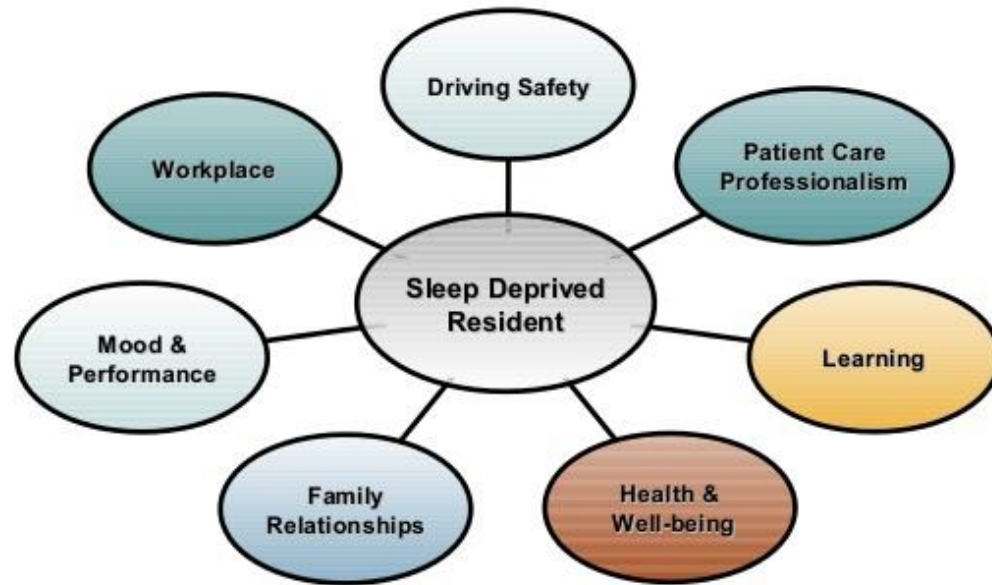 Driving Safety
Workplace
Patient Care
Professionalism
Sleep Deprived
Resident
Mood &
Performance
Learning
Family
Relationships
Health &
Well-being